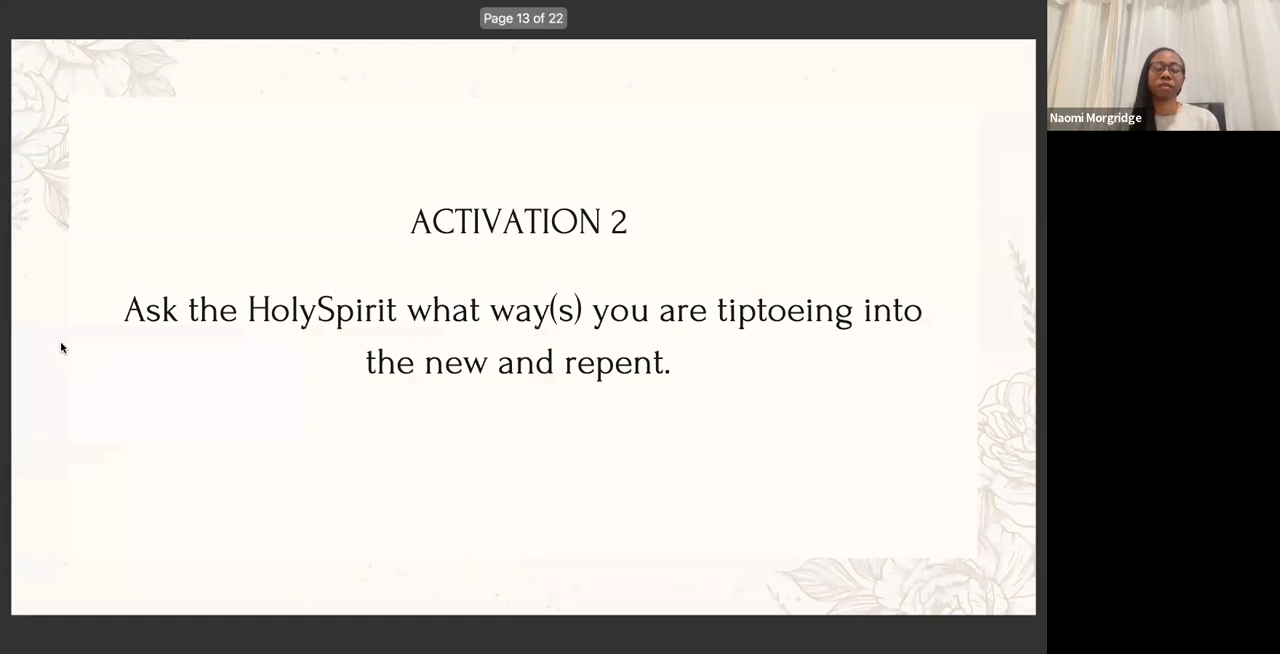 Page 13 of 22
Naomi Morgridge
ACTIVATION 2
Ask the HolySpirit what way(s) you are tiptoeing into
the new and repent.